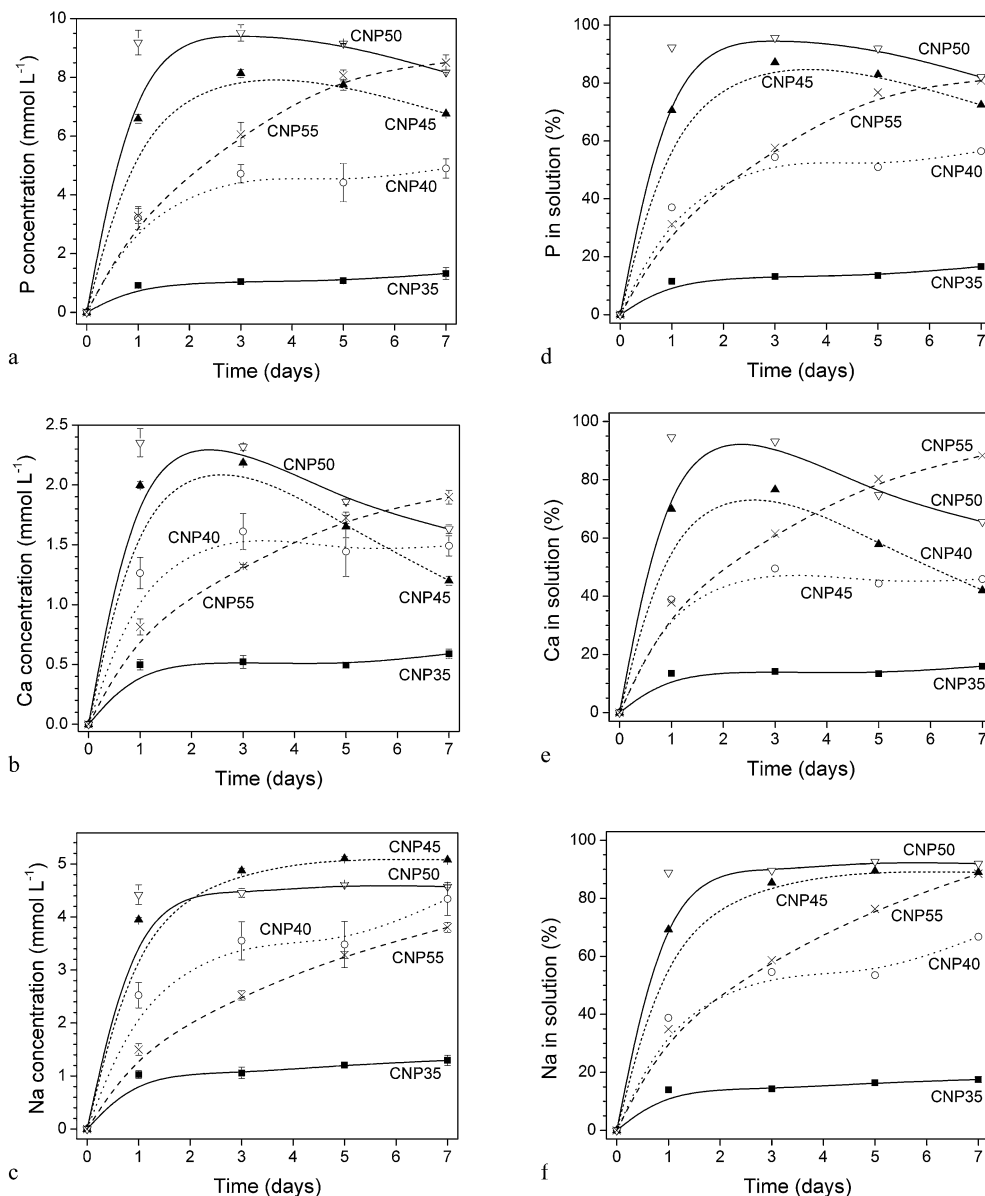 10
8
6
4
2
0
P concentration (mmol L⁻¹)
CNP50
CNP45
CNP55
CNP40
CNP35
0 1 2 3 4 5 6 7
Time (days)
a
100
80
60
40
20
0
P in solution (%)
CNP50
CNP45
CNP55
CNP40
CNP35
0 1 2 3 4 5 6 7
Time (days)
d
2.5
2.0
1.5
1.0
0.5
0.0
Ca concentration (mmol L⁻¹)
CNP50
CNP40
CNP55
CNP45
CNP35
0 1 2 3 4 5 6 7
Time (days)
b
100
80
60
40
20
0
Ca in solution (%)
CNP55
CNP50
CNP40
CNP45
CNP35
0 1 2 3 4 5 6 7
Time (days)
e
5
4
3
2
1
0
Na concentration (mmol L⁻¹)
CNP45
CNP50
CNP40
CNP55
CNP35
0 1 2 3 4 5 6 7
Time (days)
c
100
80
60
40
20
0
Na in solution (%)
CNP50
CNP45
CNP55
CNP40
CNP35
0 1 2 3 4 5 6 7
Time (days)
f